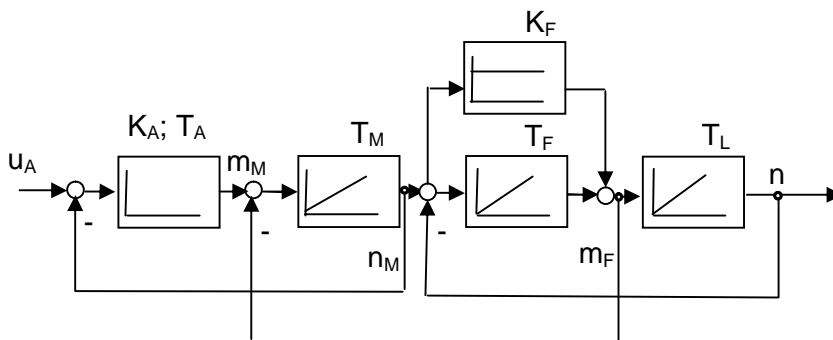 K_F
K_A; T_A
T_M
T_F
T_L
u_A
m_M
n
-
-
-
n_M
m_F